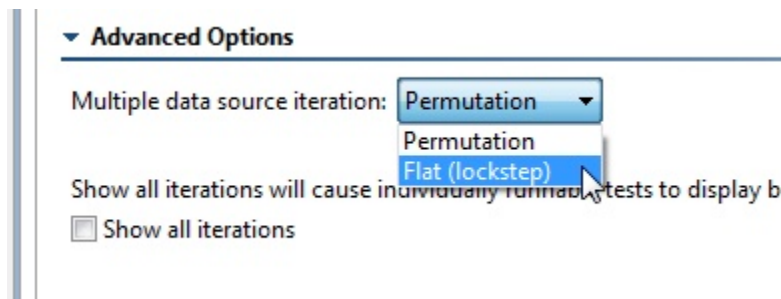 Advanced Options
Multiple data source iteration: Permutation
Permutation
Flat (lockstep)
Show all iterations will cause individually runnable tests to display b
Show all iterations